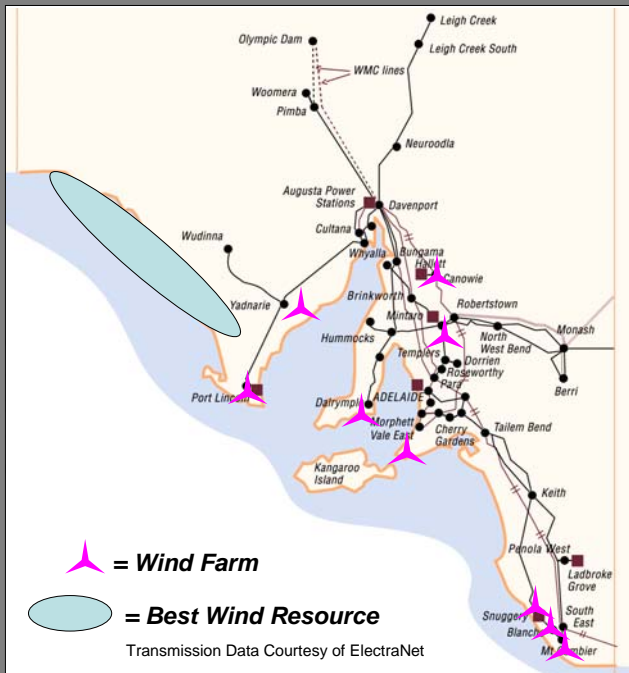 Leigh Creek
Olympic Dam
Leigh Creek South
WMC lines
Woomera
Pimba
Neuroodla
Augusta Power
Stations
Davenport
Cultana
Wudinna
Whyalla
Bungama
Hallett
Canowie
Yadnarie
Brinkworth
Robertstown
Mintaro
Hummocks
North
West Bend
Monash
Templers
Dorrien
Roseworthy
Para
Berri
Port Lincoln
Dalrymple
ADELAIDE
Morphett
Vale East
Cherry
Gardens
Tailem Bend
Kangaroo
Island
Keith
Penola West
= Wind Farm
Ladbroke
Grove
Snuggery
South
East
Blanche
Mt Gambier
= Best Wind Resource
Transmission Data Courtesy of ElectraNet